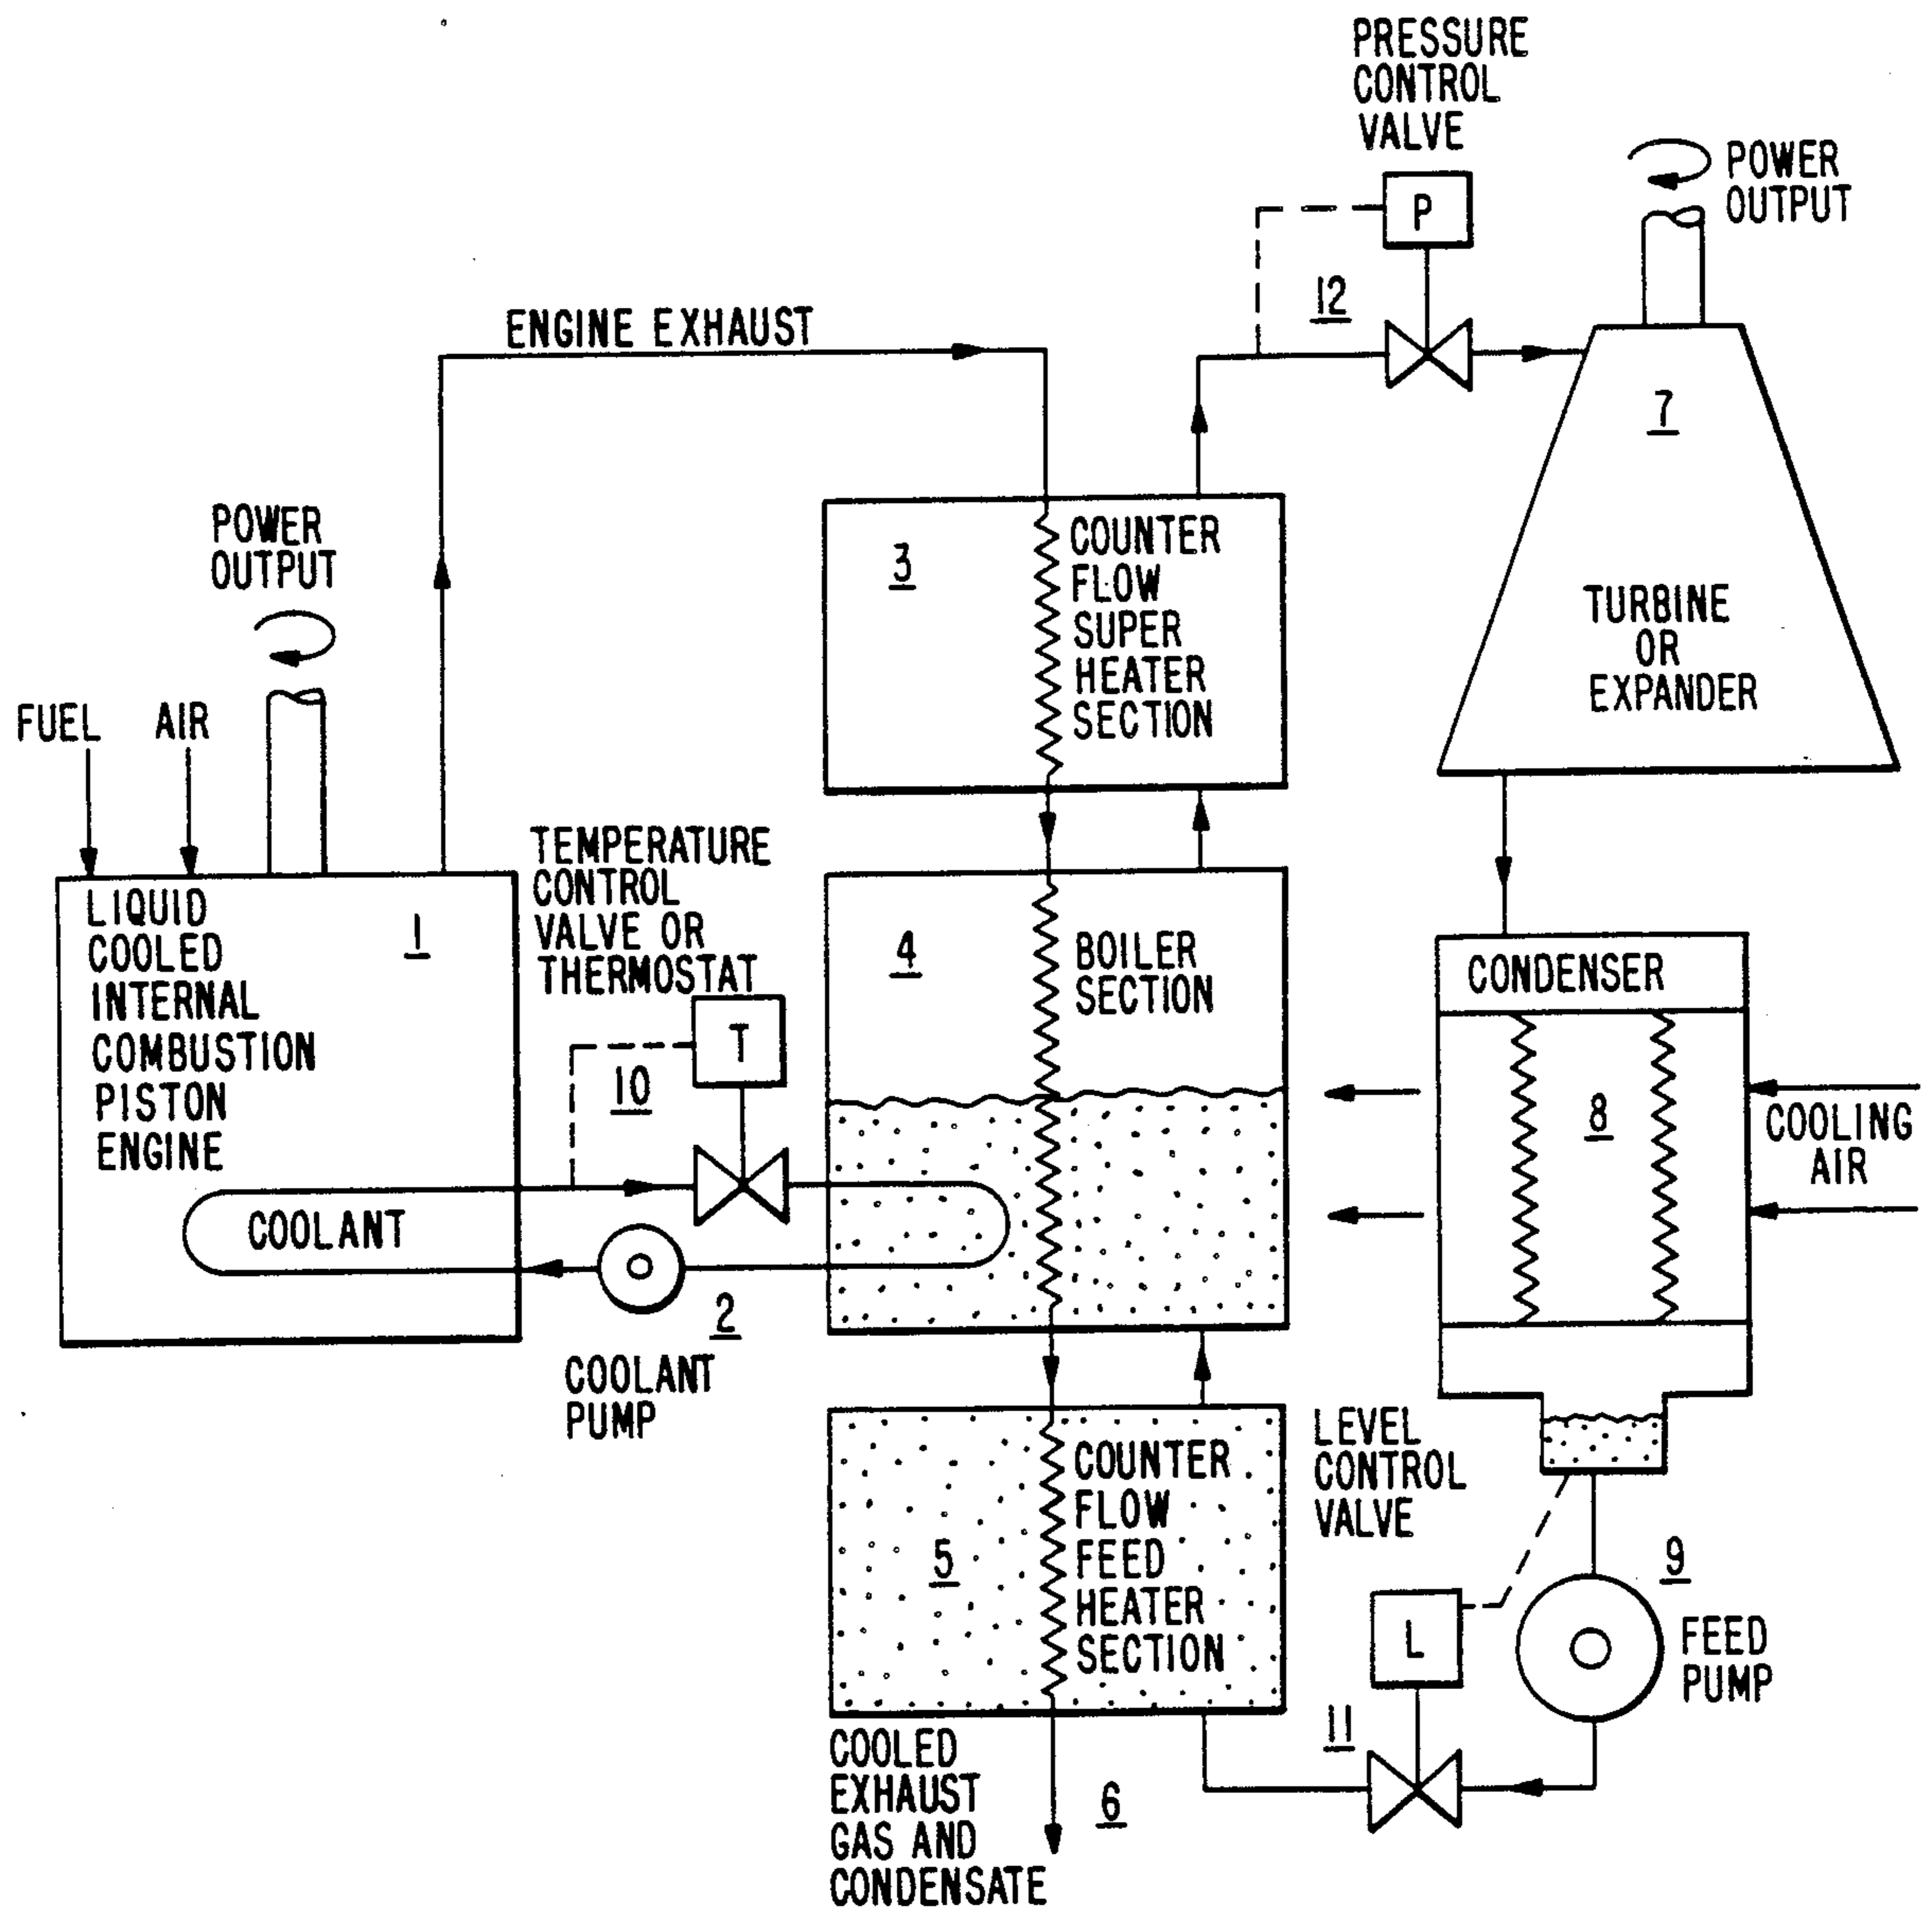 PRESSURE
CONTROL
VALVE
P
12
POWER
OUTPUT
7
TURBINE
OR
EXPANDER
ENGINE EXHAUST
POWER
OUTPUT
FUEL
AIR
3
COUNTER
FLOW
SUPER
HEATER
SECTION
LIQUID
COOLED
INTERNAL
COMBUSTION
PISTON
ENGINE
1
COOLANT
TEMPERATURE
CONTROL
VALVE OR
THERMOSTAT
T
10
2
COOLANT
PUMP
4
BOILER
SECTION
CONDENSER
8
COOLING
AIR
5
COUNTER
FLOW
FEED
HEATER
SECTION
LEVEL
CONTROL
VALVE
L
11
9
FEED
PUMP
COOLED
EXHAUST
GAS AND
CONDENSATE
6